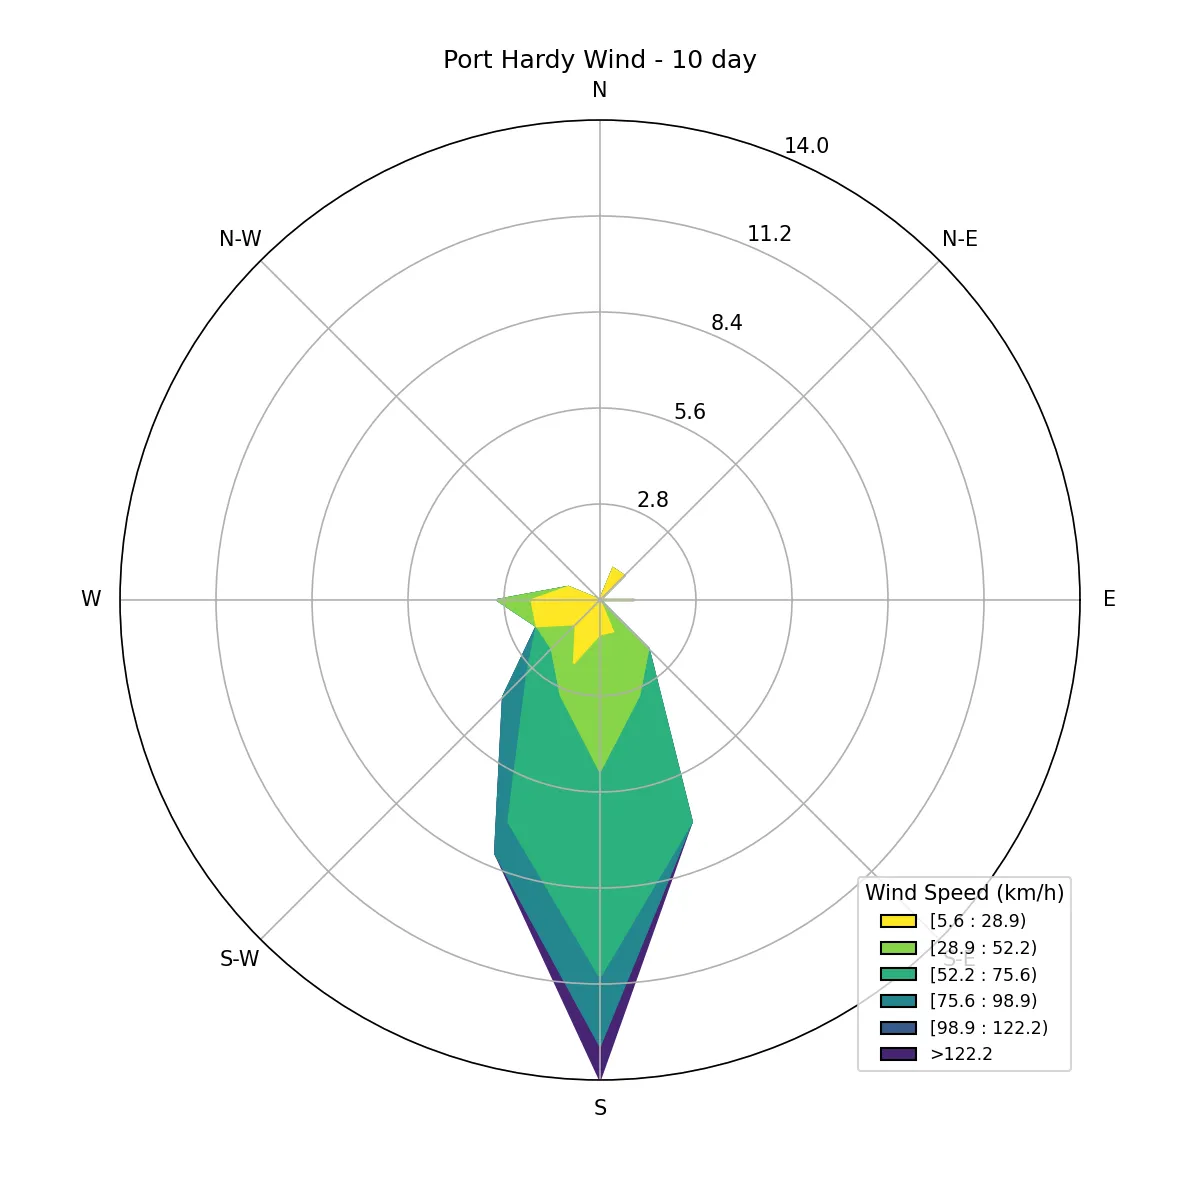 Port Hardy Wind - 10 day
N
14.0
N-W
11.2
N-E
8.4
5.6
2.8
W
E
Wind Speed (km/h)
[5.6 : 28.9)
[28.9 : 52.2)
S-W
S-E
[52.2 : 75.6)
[75.6 : 98.9)
[98.9 : 122.2)
>122.2
S